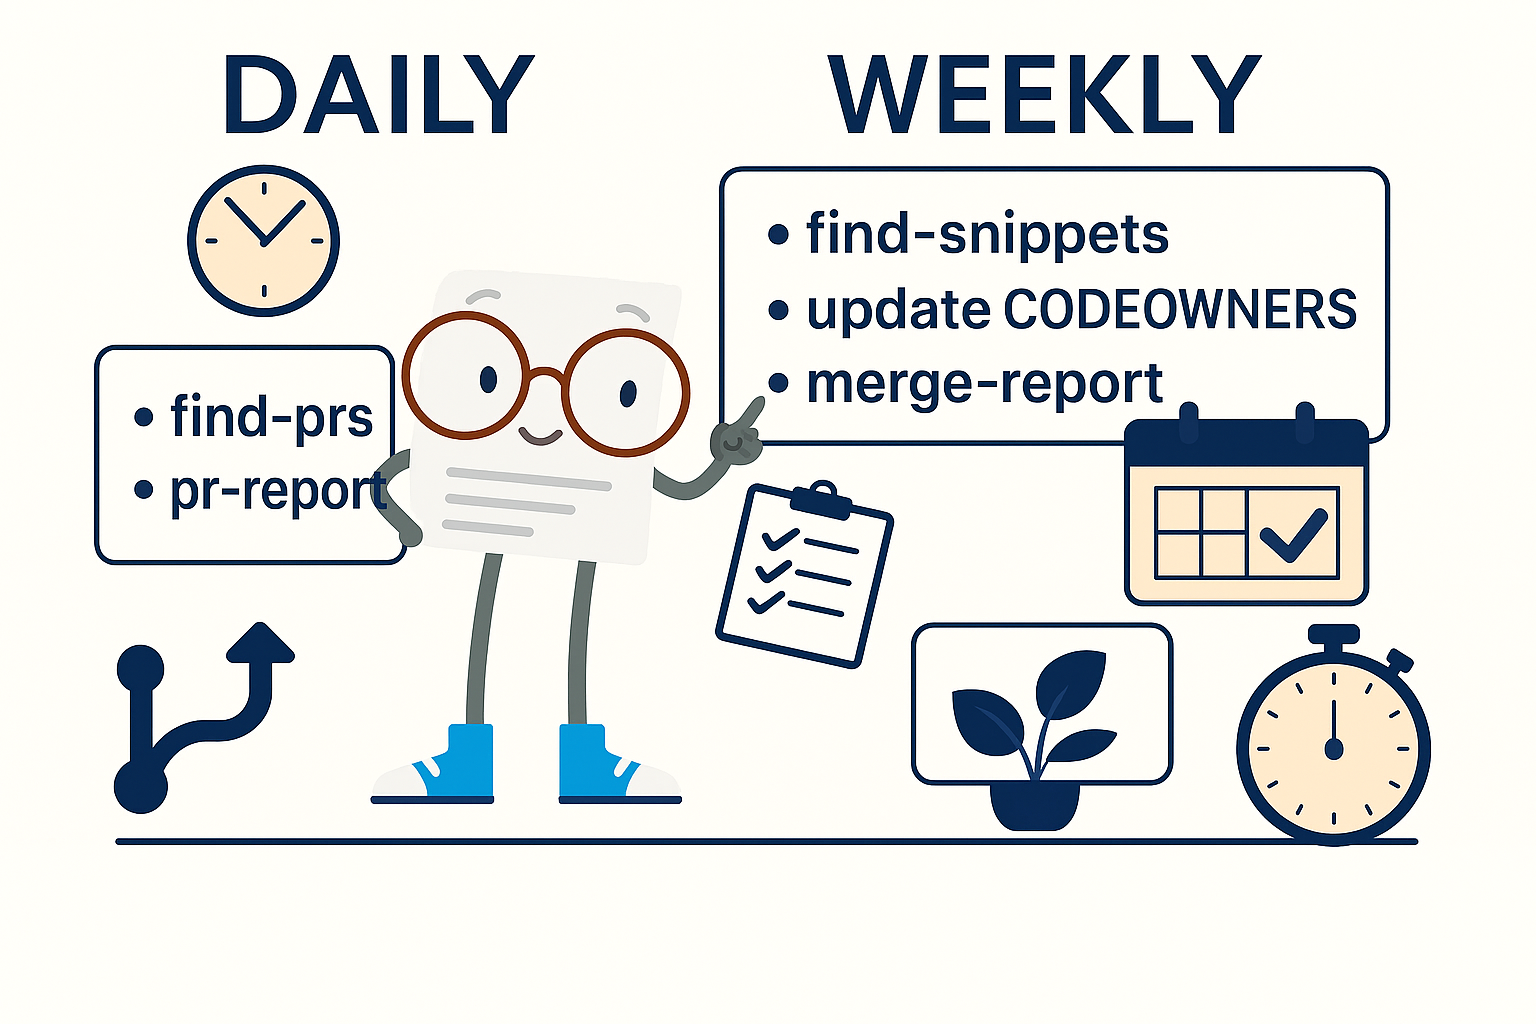 DAILY
• find-prs
• pr-report
WEEKLY
• find-snippets
• update CODEOWNERS
• merge-report